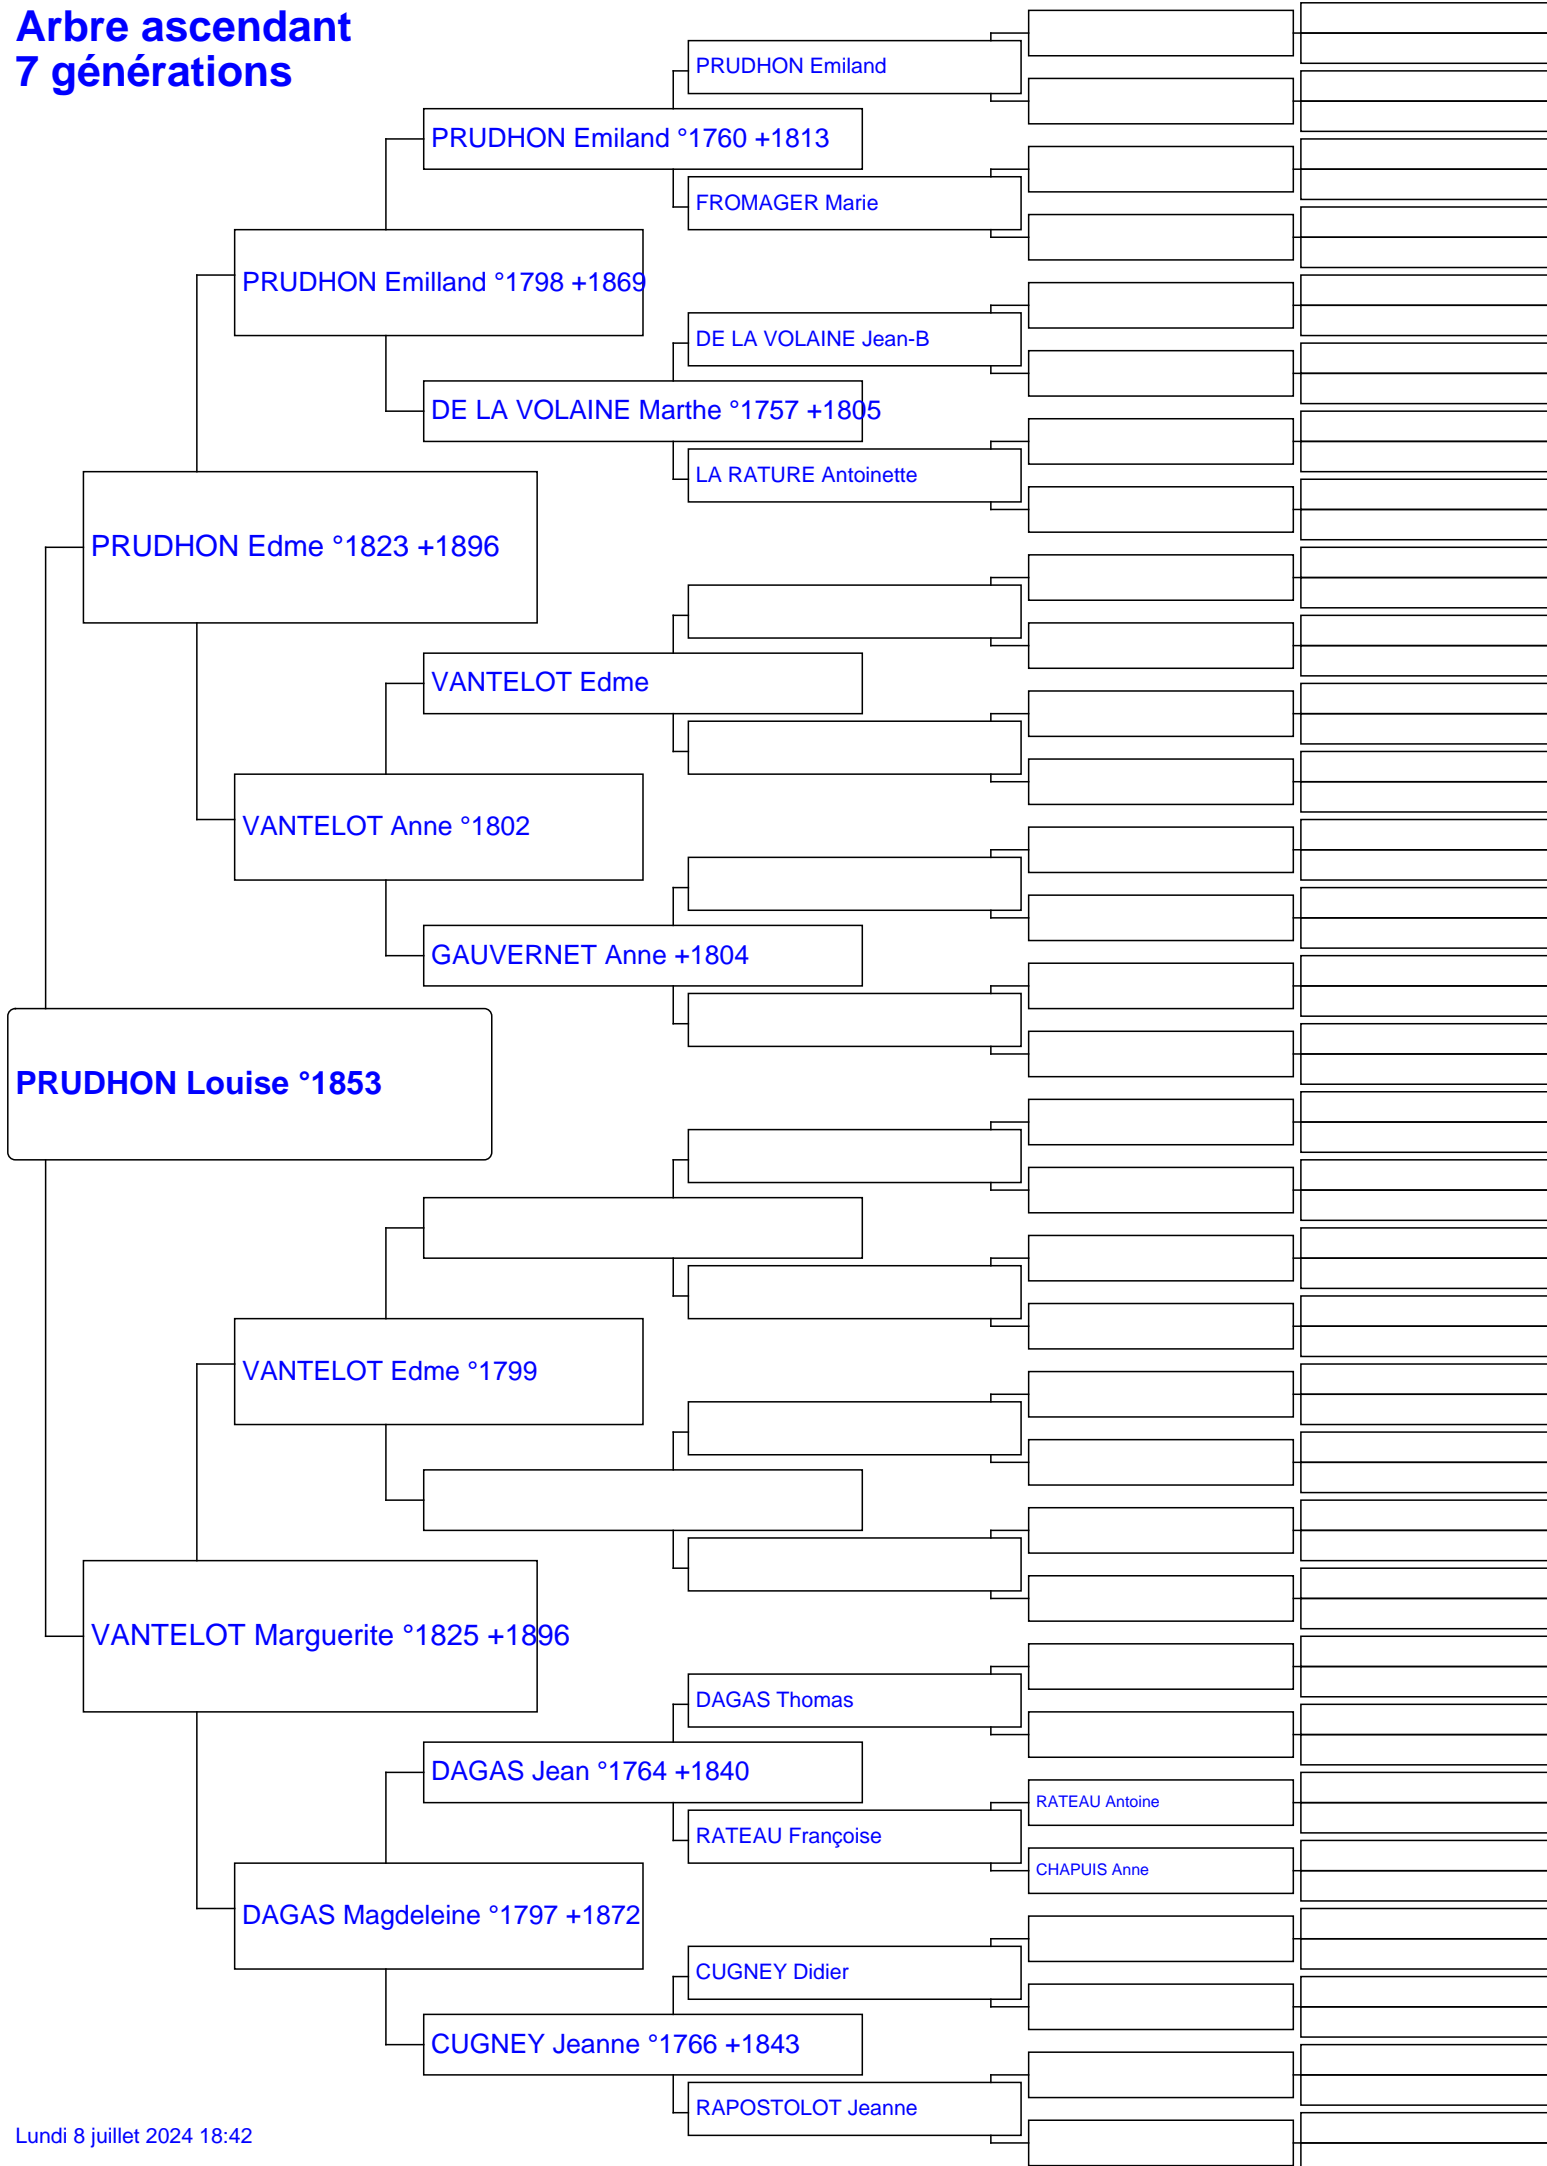 Arbre ascendant
7 générations
PRUDHON Emiland
PRUDHON Emiland °1760 +1813
FROMAGER Marie
PRUDHON Emilland °1798 +1869
DE LA VOLAINE Jean-B
DE LA VOLAINE Marthe °1757 +1805
LA RATURE Antoinette
PRUDHON Edme °1823 +1896
VANTELOT Edme
VANTELOT Anne °1802
GAUVERNET Anne +1804
PRUDHON Louise °1853
VANTELOT Edme °1799
VANTELOT Marguerite °1825 +1896
DAGAS Thomas
DAGAS Jean °1764 +1840
RATEAU Antoine
RATEAU Françoise
CHAPUIS Anne
DAGAS Magdeleine °1797 +1872
CUGNEY Didier
CUGNEY Jeanne °1766 +1843
RAPOSTOLOT Jeanne
Lundi 8 juillet 2024 18:42